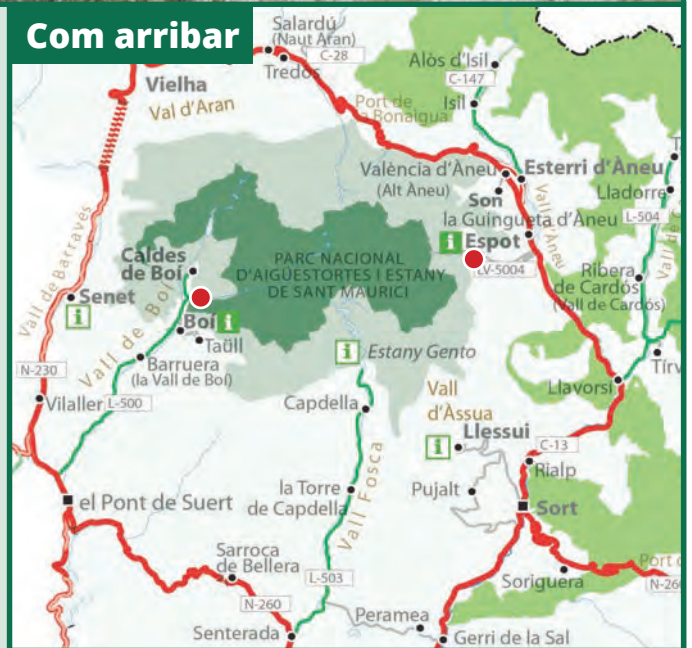 Com arribar
Salardú
(Naut Aran)
C-28
Tredòs
Alòs d'Isil
C-147
Isil
Vielha
Val d'Aran
Port de
la Bonaigua
València d'Àneu
(Alt Àneu)
Esterri d'Àneu
Son
Lladorre
la Guingueta d'Àneu
L-504
Vall d'Àneu
i
Espot
LV-5004
Ribera
de Cardós
(Vall de Cardós)
Vall de Barravés
Caldes
de Boí
PARC NACIONAL
D'AIGÜESTORTES I ESTANY
DE SANT MAURICI
Senet
i
Vall de Boí
Boí
i
Taüll
Barruera
(la Vall de Boí)
i
Estany Gento
N-230
Vilaller
L-500
Capdella
Vall
d'Àssua
Llavorsí
Llessui
i
C-13
Rialp
el Pont de Suert
la Torre
de Capdella
Vall Fosca
Pujalt
Sort
Sarroca
de Bellera
L-503
Soriguera
N-260
Senterada
Peramea
Gerri de la Sal